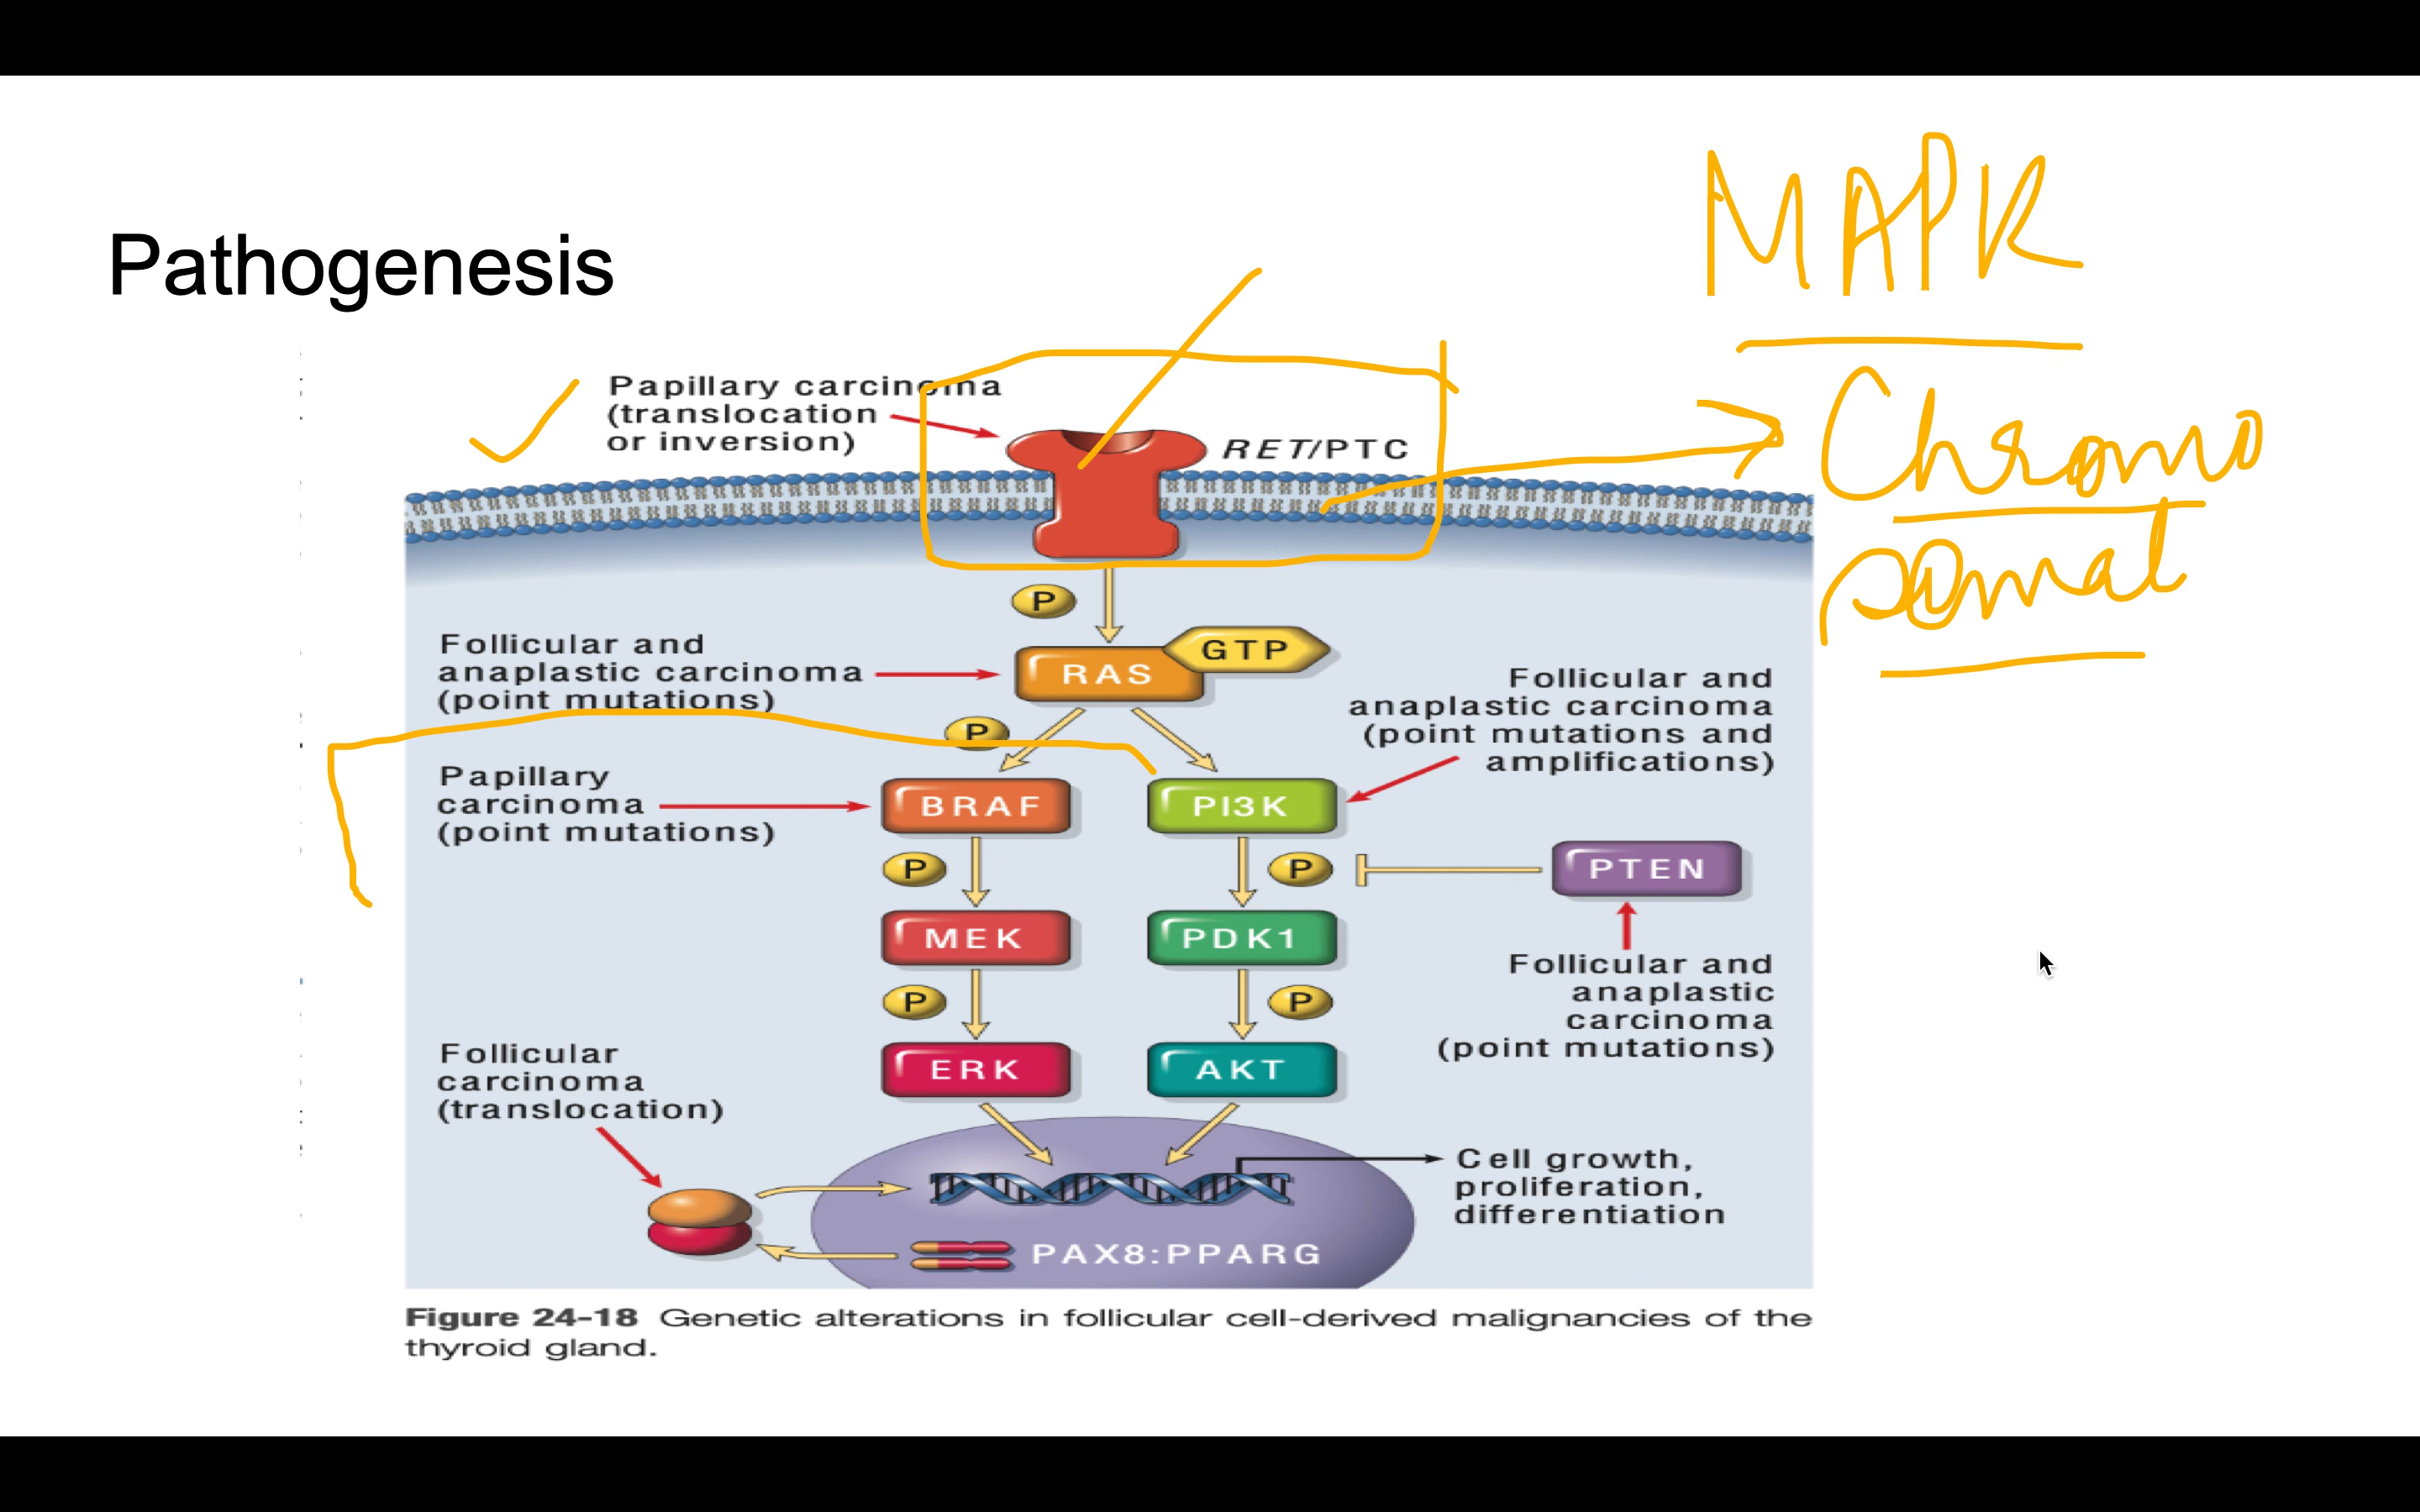 MAPK
Pathogenesis
Chromo
somal
Papillary carcinoma
(translocation
or inversion)
RET/PTC
P
GTP
RAS
Follicular and
anaplastic carcinoma
(point mutations)
Follicular and
anaplastic carcinoma
(point mutations and
amplifications)
P
Papillary
carcinoma
(point mutations)
BRAF
PI3K
P
P
PTEN
MEK
PDK1
Follicular and
anaplastic
carcinoma
(point mutations)
P
P
Follicular
carcinoma
(translocation)
ERK
AKT
Cell growth,
proliferation,
differentiation
PAX8:PPARG
Figure 24-18 Genetic alterations in follicular cell-derived malignancies of the
thyroid gland.